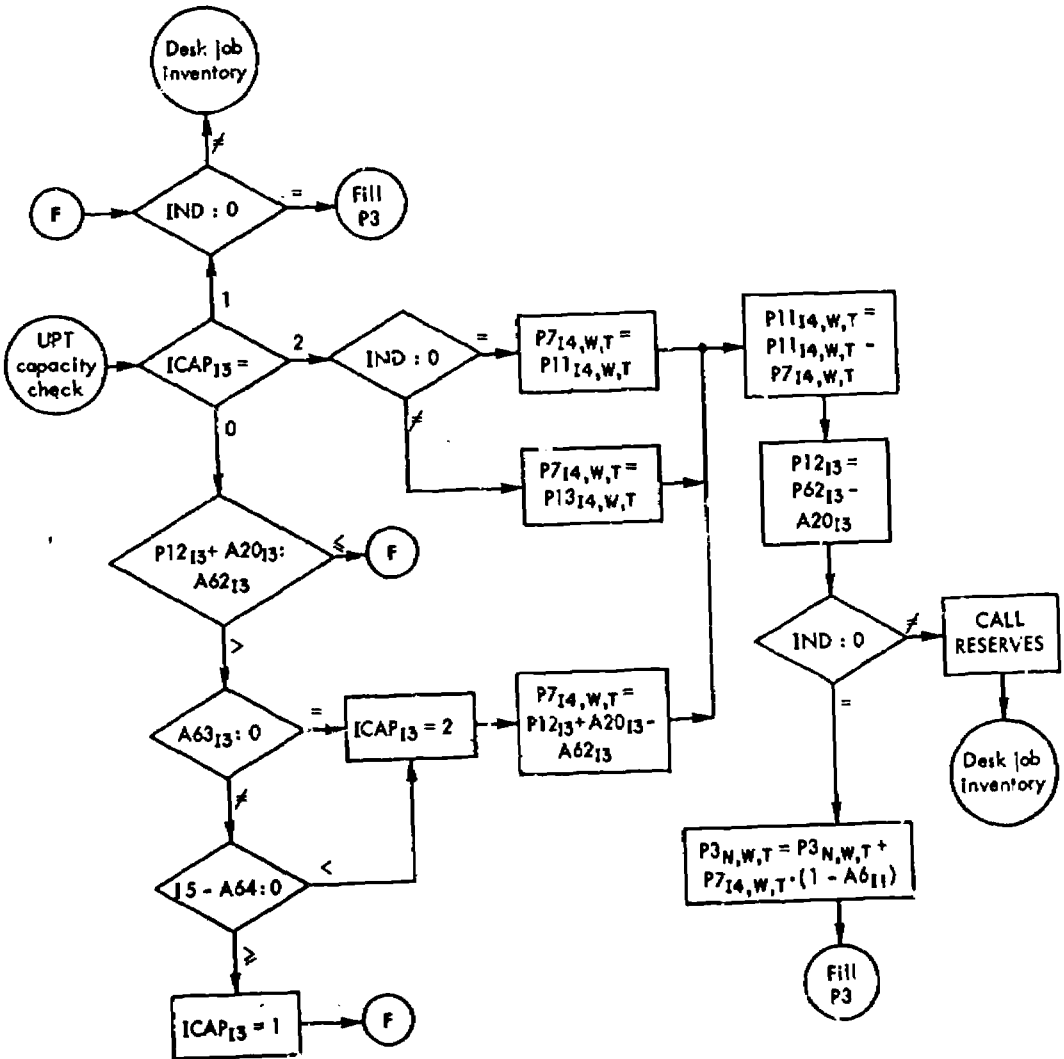 Desk job
inventory
≠
F
IND : 0
=
Fill
P3
1
UPT
capacity
check
ICAP_I3 =
2
IND : 0
=
P7_I4,W,T =
P11_I4,W,T
P11_I4,W,T =
P11_I4,W,T -
P7_I4,W,T
≠
0
P7_I4,W,T =
P13_I4,W,T
P12_I3 =
P62_I3 -
A20_I3
P12_I3 + A20_I3:
A62_I3
≤
F
>
IND : 0
≠
CALL
RESERVES
=
A63_I3 : 0
=
ICAP_I3 = 2
P7_I4,W,T =
P12_I3 + A20_I3 -
A62_I3
≠
Desk job
inventory
I5 - A64 : 0
<
P3_N,W,T = P3_N,W,T +
P7_I4,W,T · (1 - A6_I1)
≥
ICAP_I3 = 1
F
Fill
P3